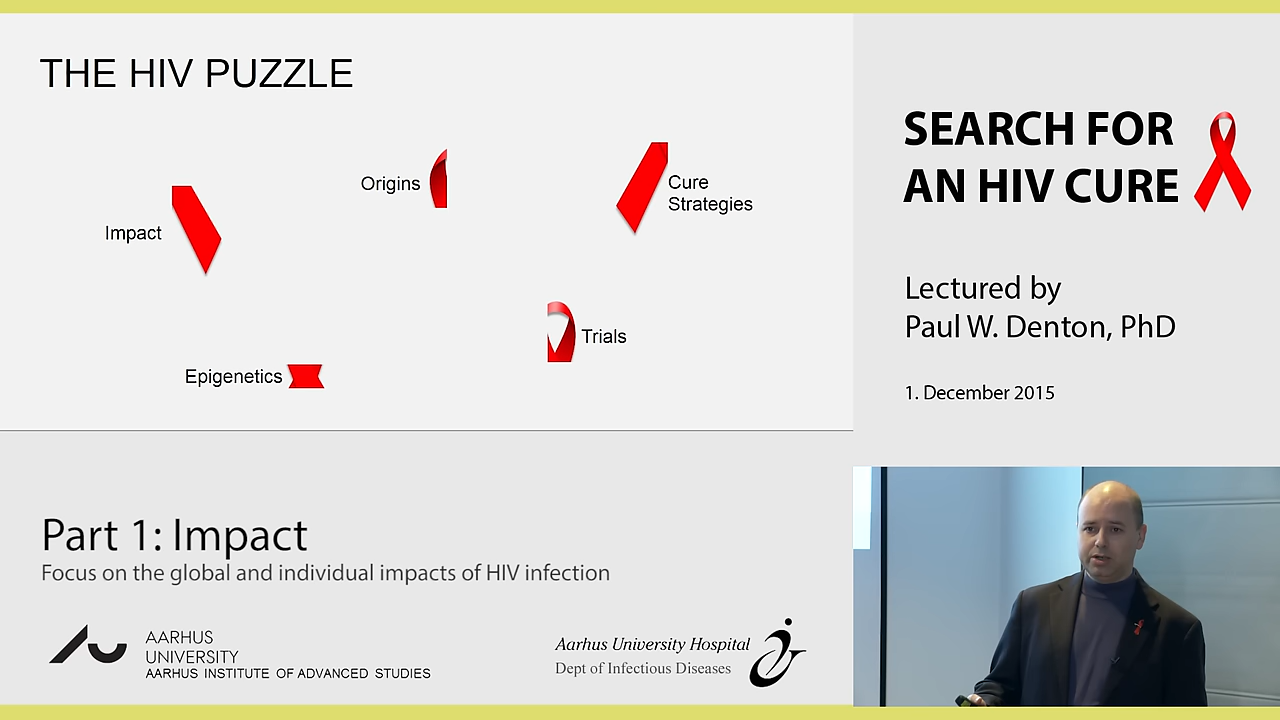 THE HIV PUZZLE
Impact
Origins
Cure
Strategies
Trials
Epigenetics
SEARCH FOR
AN HIV CURE
Lectured by
Paul W. Denton, PhD
1. December 2015
Part 1: Impact
Focus on the global and individual impacts of HIV infection
AARHUS
UNIVERSITY
AARHUS INSTITUTE OF ADVANCED STUDIES
Aarhus University Hospital
Dept of Infectious Diseases